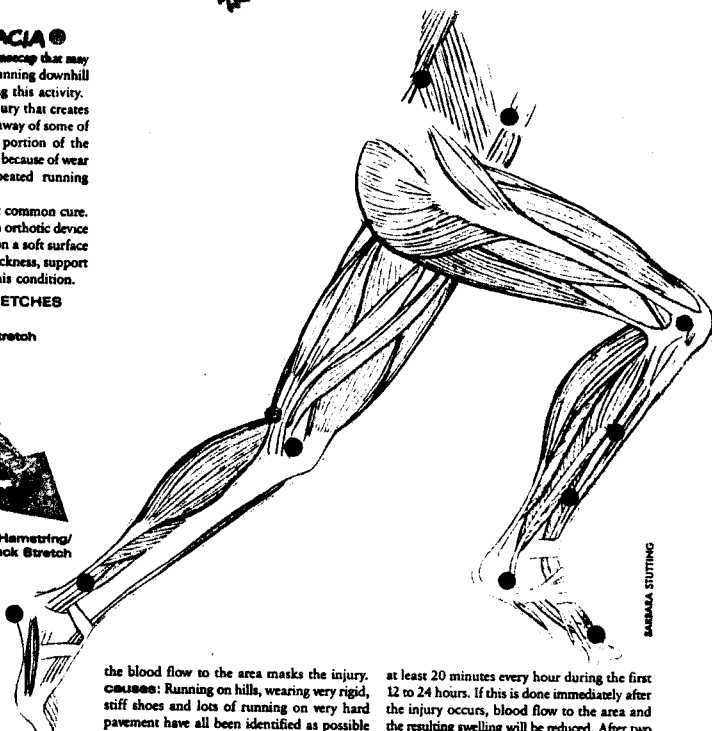 ACIA
kneecap that may
unning downhill
g this activity.
ury that creates
away of some of
portion of the
because of wear
peated running
common cure.
orthotic device
on a soft surface
ckness, support
his condition.
ETCHES
tretch
Hamstring/
ck Stretch
BARBARA STUTTING
the blood flow to the area masks the injury.
causes: Running on hills, wearing very rigid,
stiff shoes and lots of running on very hard
pavement have all been identified as possible
at least 20 minutes every hour during the first
12 to 24 hours. If this is done immediately after
the injury occurs, blood flow to the area and
the resulting swelling will be reduced. After two